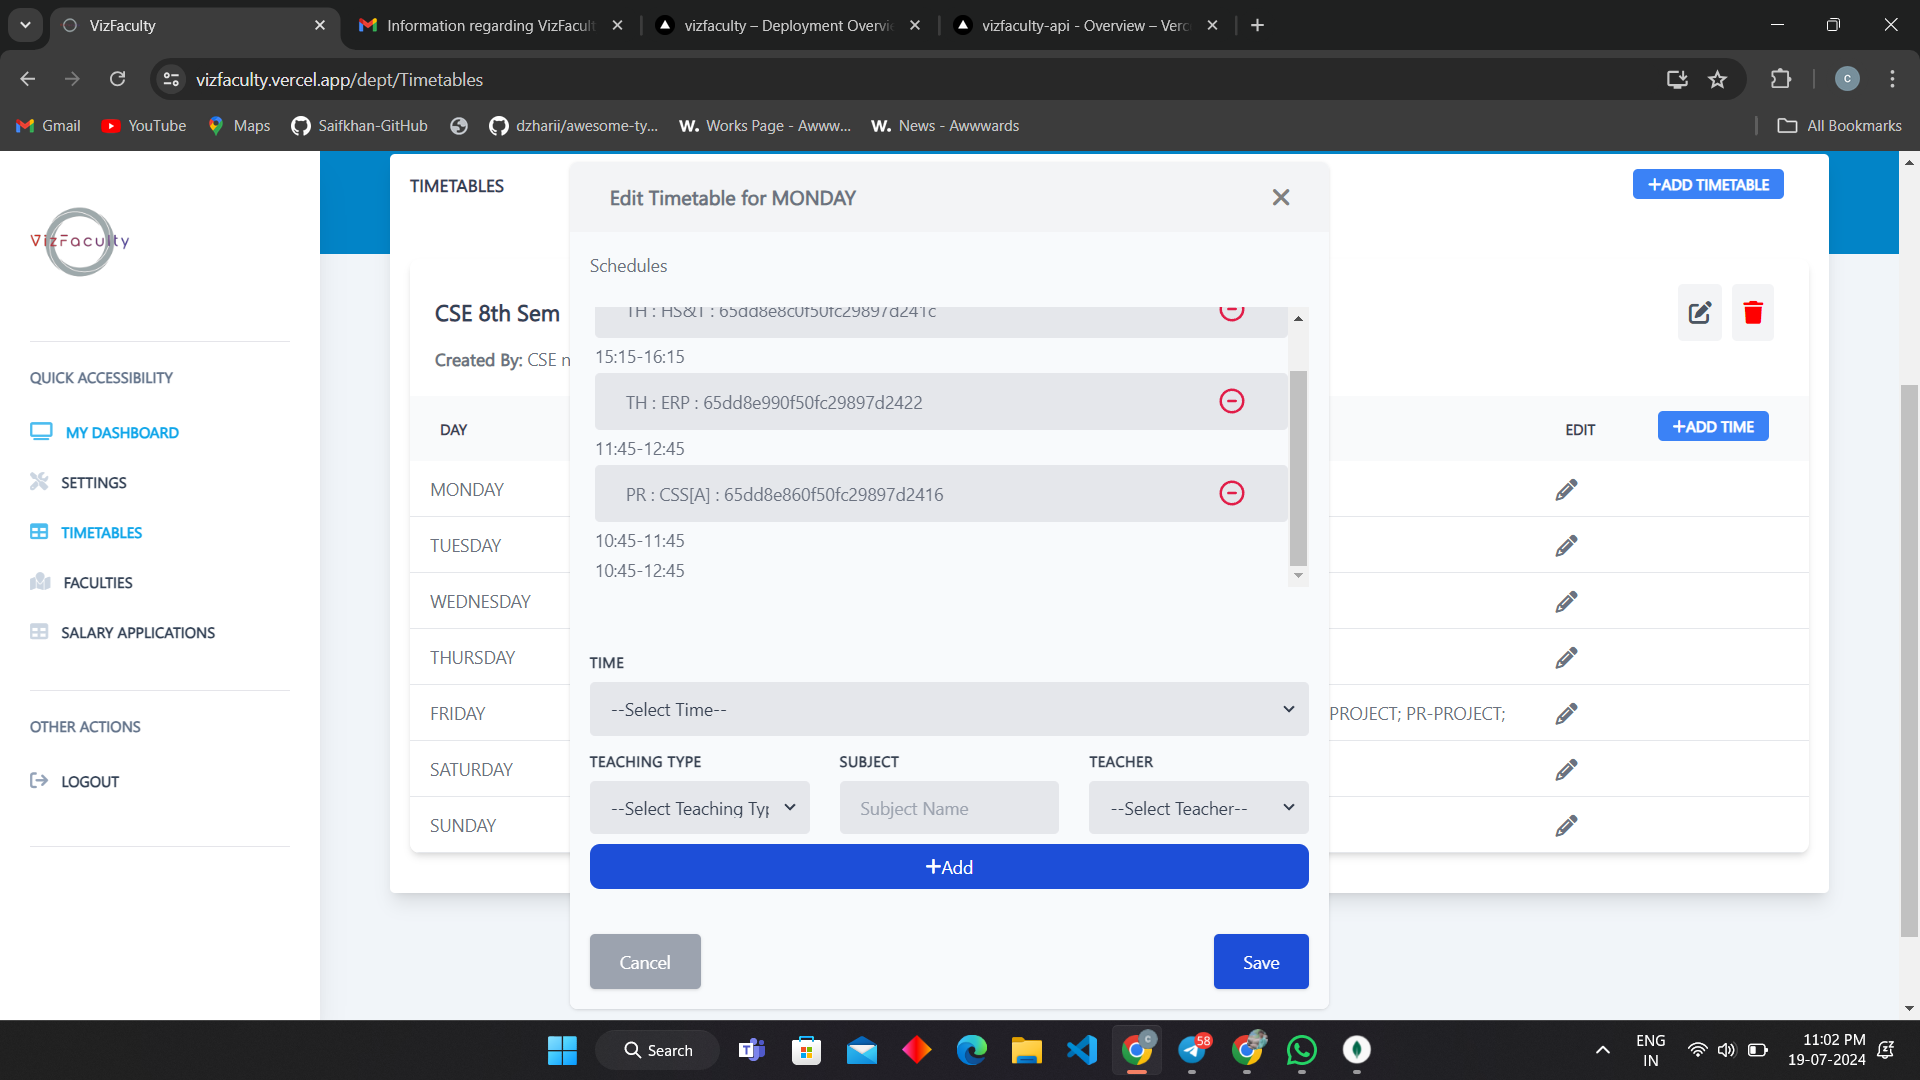 VizFaculty
Information regarding VizFacult
vizfaculty – Deployment Overvi
vizfaculty-api - Overview – Verc
vizfaculty.vercel.app/dept/Timetables
C
Gmail
YouTube
Maps
Saifkhan-GitHub
dzharii/awesome-ty...
W. Works Page - Awww...
W. News - Awwwards
All Bookmarks
VizFaculty
QUICK ACCESSIBILITY
MY DASHBOARD
SETTINGS
TIMETABLES
FACULTIES
SALARY APPLICATIONS
OTHER ACTIONS
LOGOUT
TIMETABLES
+ADD TIMETABLE
CSE 8th Sem
Created By: CSE n
DAY
EDIT
+ADD TIME
MONDAY
TUESDAY
WEDNESDAY
THURSDAY
FRIDAY
PROJECT; PR-PROJECT;
SATURDAY
SUNDAY
Edit Timetable for MONDAY
Schedules
TH : HS&T : 65dd8e8c0f50fc29897d241c
15:15-16:15
TH : ERP : 65dd8e990f50fc29897d2422
11:45-12:45
PR : CSS[A] : 65dd8e860f50fc29897d2416
10:45-11:45
10:45-12:45
TIME
--Select Time--
TEACHING TYPE
SUBJECT
TEACHER
--Select Teaching Typ
Subject Name
--Select Teacher--
+Add
Cancel
Save
Search
58
ENG
IN
11:02 PM
19-07-2024